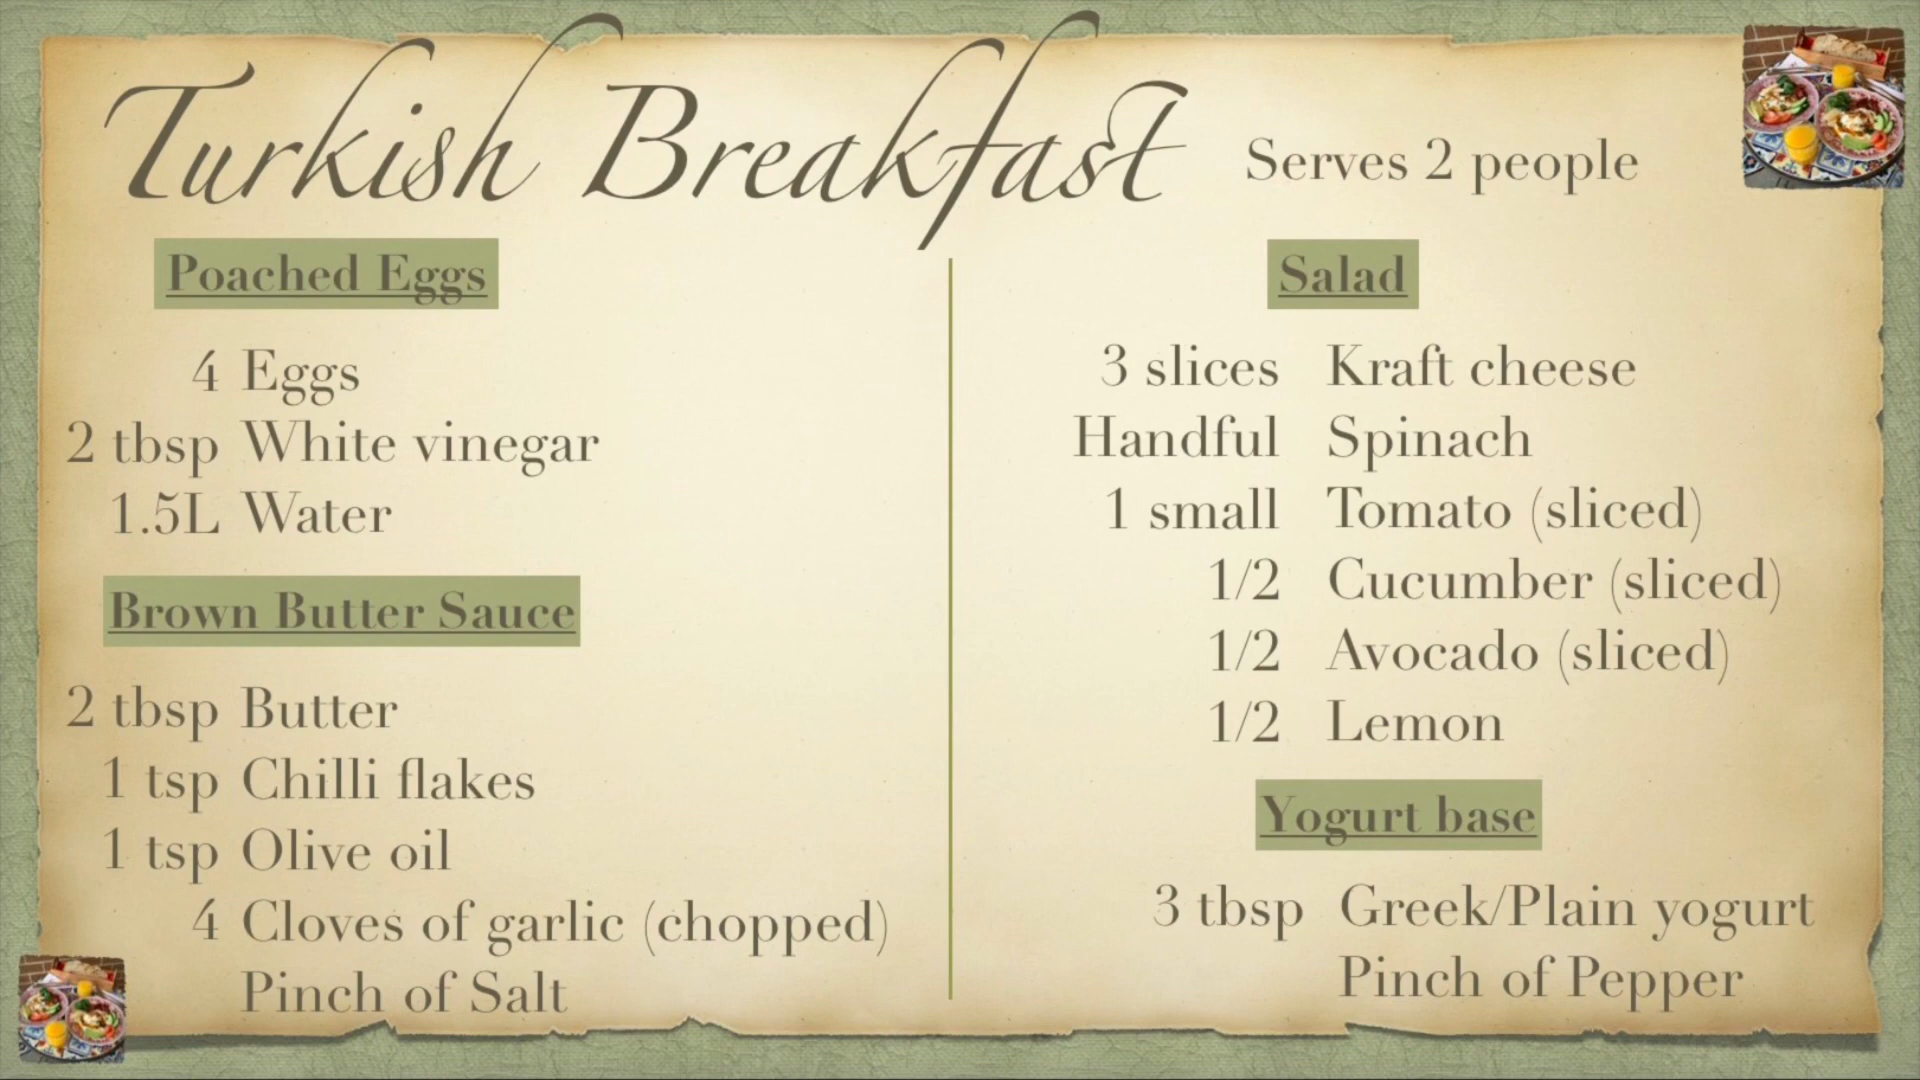 Turkish Breakfast
Serves 2 people
Poached Eggs
4 Eggs
2 tbsp White vinegar
1.5L Water
Brown Butter Sauce
2 tbsp Butter
1 tsp Chilli flakes
1 tsp Olive oil
4 Cloves of garlic (chopped)
Pinch of Salt
Salad
3 slices Kraft cheese
Handful Spinach
1 small Tomato (sliced)
1/2 Cucumber (sliced)
1/2 Avocado (sliced)
1/2 Lemon
Yogurt base
3 tbsp Greek/Plain yogurt
Pinch of Pepper